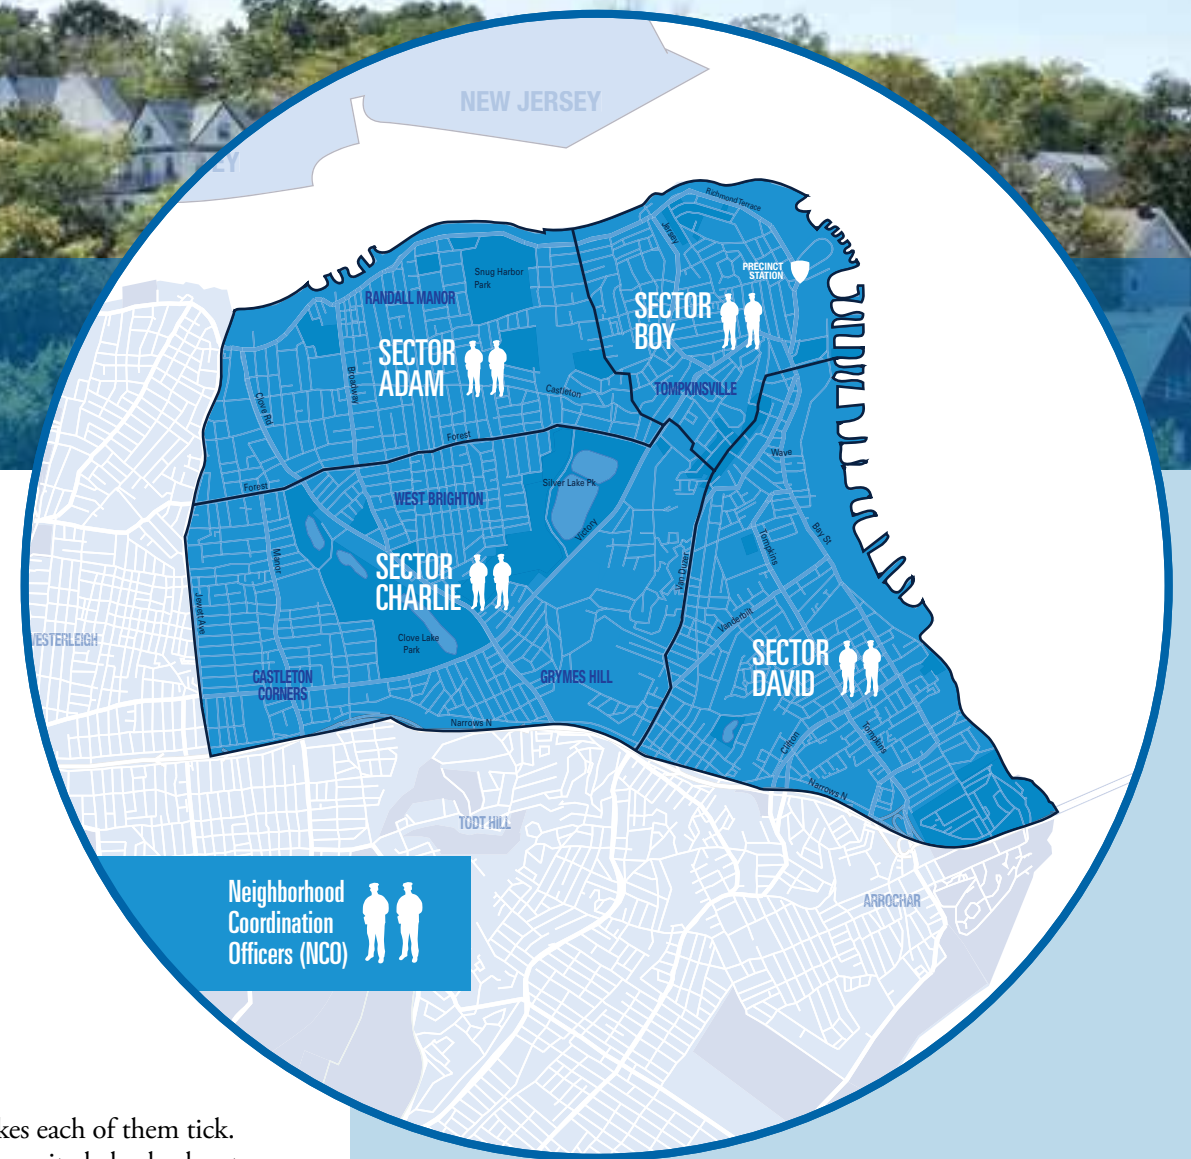 NEW JERSEY
EY
Richmond Terrace
Jersey
PRECINCT
STATION
Snug Harbor
Park
RANDALL MANOR
SECTOR
BOY
SECTOR
ADAM
Broadway
Castleton
TOMPKINSVILLE
Clove Rd
Forest
Wave
Forest
Silver Lake Pk
WEST BRIGHTON
Victory
Bay St
Tompkins
Manor
SECTOR
CHARLIE
Van Duzer
Jewett Ave
Vanderbilt
ESTERLEIGH
Clove Lake
Park
SECTOR
DAVID
CASTLETON
CORNERS
GRYMES HILL
Narrows N
Clifton
Tompkins
Narrows N
TODT HILL
ARROCHAR
Neighborhood
Coordination
Officers (NCO)
kes each of them tick.